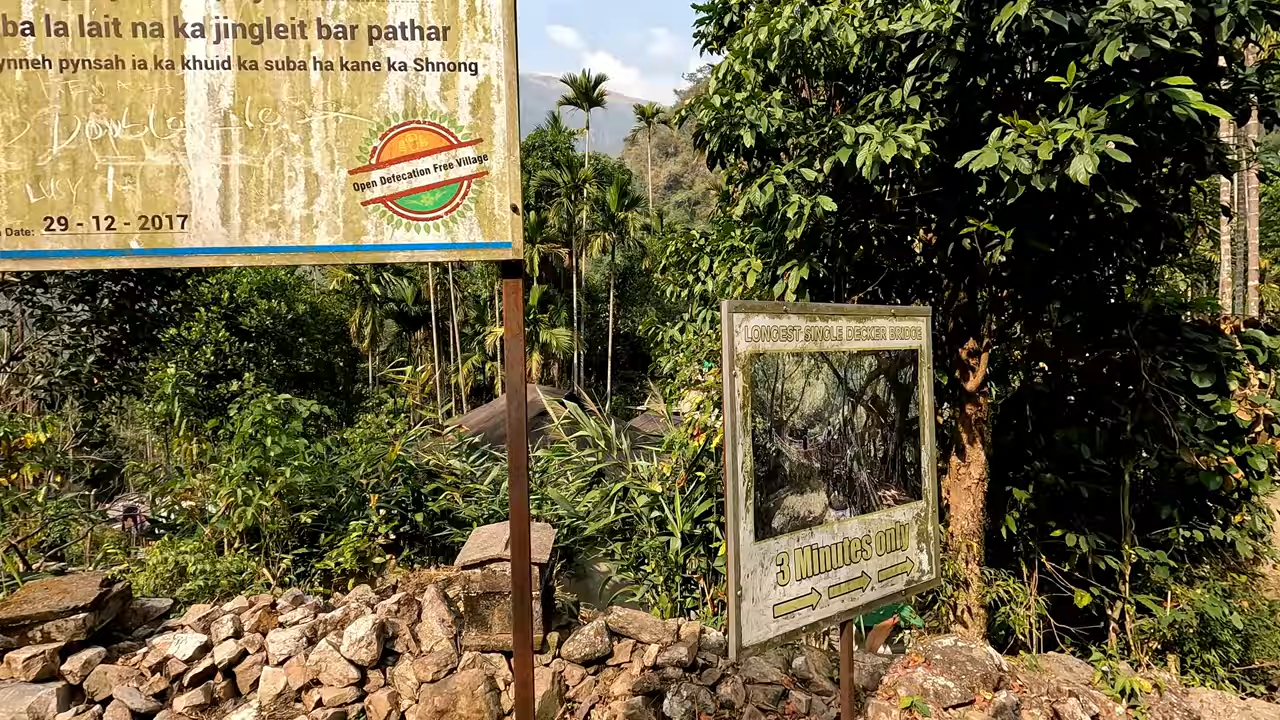 ba la lait na ka jingleit bar pathar
ynneh pynsah ia ka khuid ka suba ha kane ka Shnong
Open Defecation Free Village
Date: 29 - 12 - 2017
LONGEST SINGLE DECKER BRIDGE
3 Minutes only